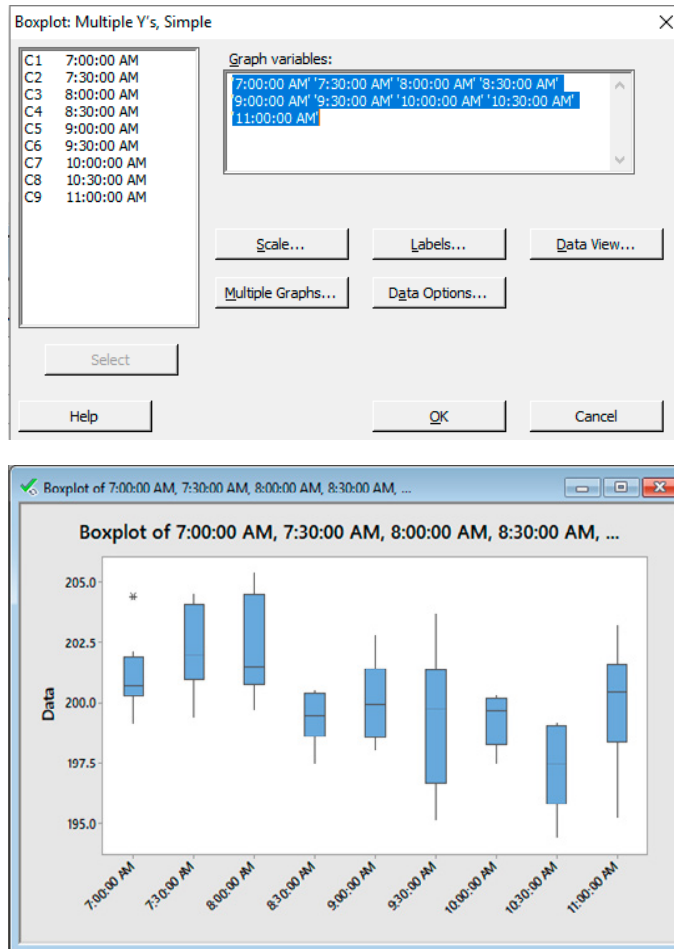 Boxplot: Multiple Y's, Simple
C1 7:00:00 AM
C2 7:30:00 AM
C3 8:00:00 AM
C4 8:30:00 AM
C5 9:00:00 AM
C6 9:30:00 AM
C7 10:00:00 AM
C8 10:30:00 AM
C9 11:00:00 AM
Graph variables:
'7:00:00 AM' '7:30:00 AM' '8:00:00 AM' '8:30:00 AM'
'9:00:00 AM' '9:30:00 AM' '10:00:00 AM' '10:30:00 AM'
'11:00:00 AM'
Scale...
Labels...
Data View...
Multiple Graphs...
Data Options...
Select
Help
OK
Cancel
Boxplot of 7:00:00 AM, 7:30:00 AM, 8:00:00 AM, 8:30:00 AM, ...
Boxplot of 7:00:00 AM, 7:30:00 AM, 8:00:00 AM, 8:30:00 AM, ...
205.0
202.5
200.0
197.5
195.0
Data
7:00:00 AM
7:30:00 AM
8:00:00 AM
8:30:00 AM
9:00:00 AM
9:30:00 AM
10:00:00 AM
10:30:00 AM
11:00:00 AM